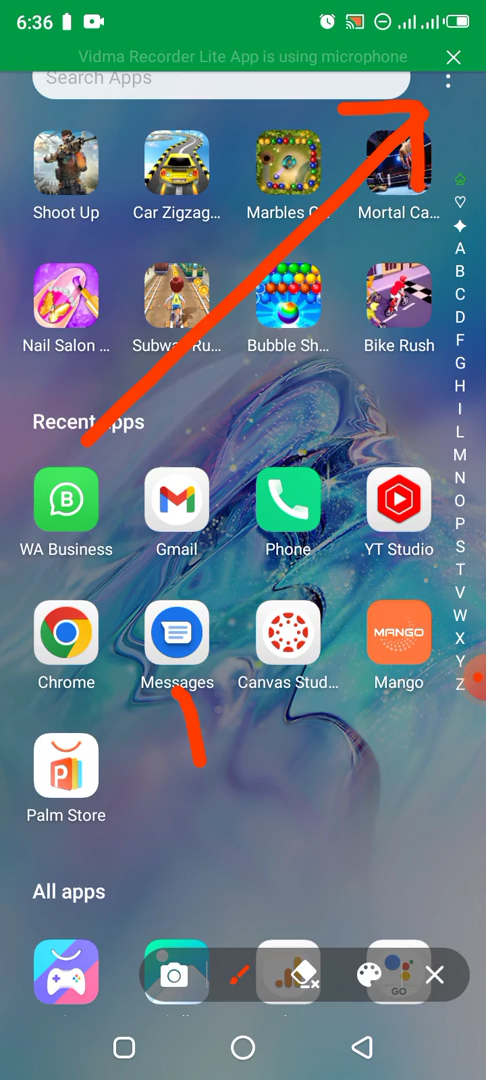 6:36
Vidma Recorder Lite App is using microphone
Search Apps
Shoot Up
Car Zigzag...
Marbles
Mortal Ca...
Nail Salon ...
Bubble Sh...
Bike Rush
Recent apps
WA Business
Gmail
Phone
YT Studio
MANGO
Chrome
Messages
Canvas Stud...
Mango
Palm Store
All apps
GO
A
B
C
D
F
G
H
I
L
M
N
O
P
S
T
V
W
X
Y
Z